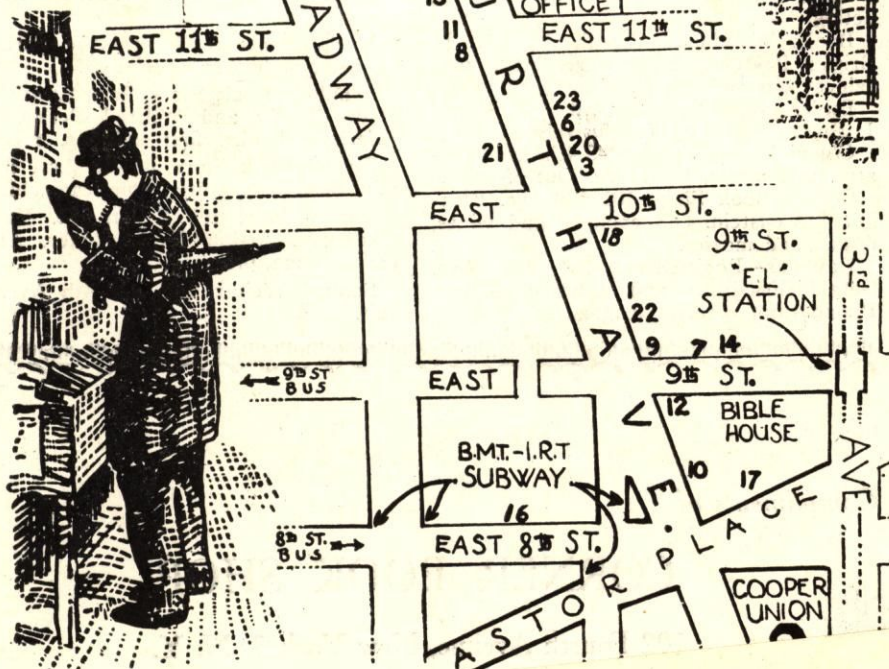 OFFICE
EAST 11th ST.
ADWAY
11
8
URTH AVE.
EAST 11th ST.
23
6
20
3
21
EAST 10th ST.
18
9th ST.
"EL"
STATION
3rd AVE
1
22
9 7 14
9th ST
BUS
EAST 9th ST.
12
BIBLE
HOUSE
B.M.T.-I.R.T
SUBWAY
10
17
16
8th ST.
BUS
EAST 8th ST.
ASTOR PLACE
COOPER
UNION